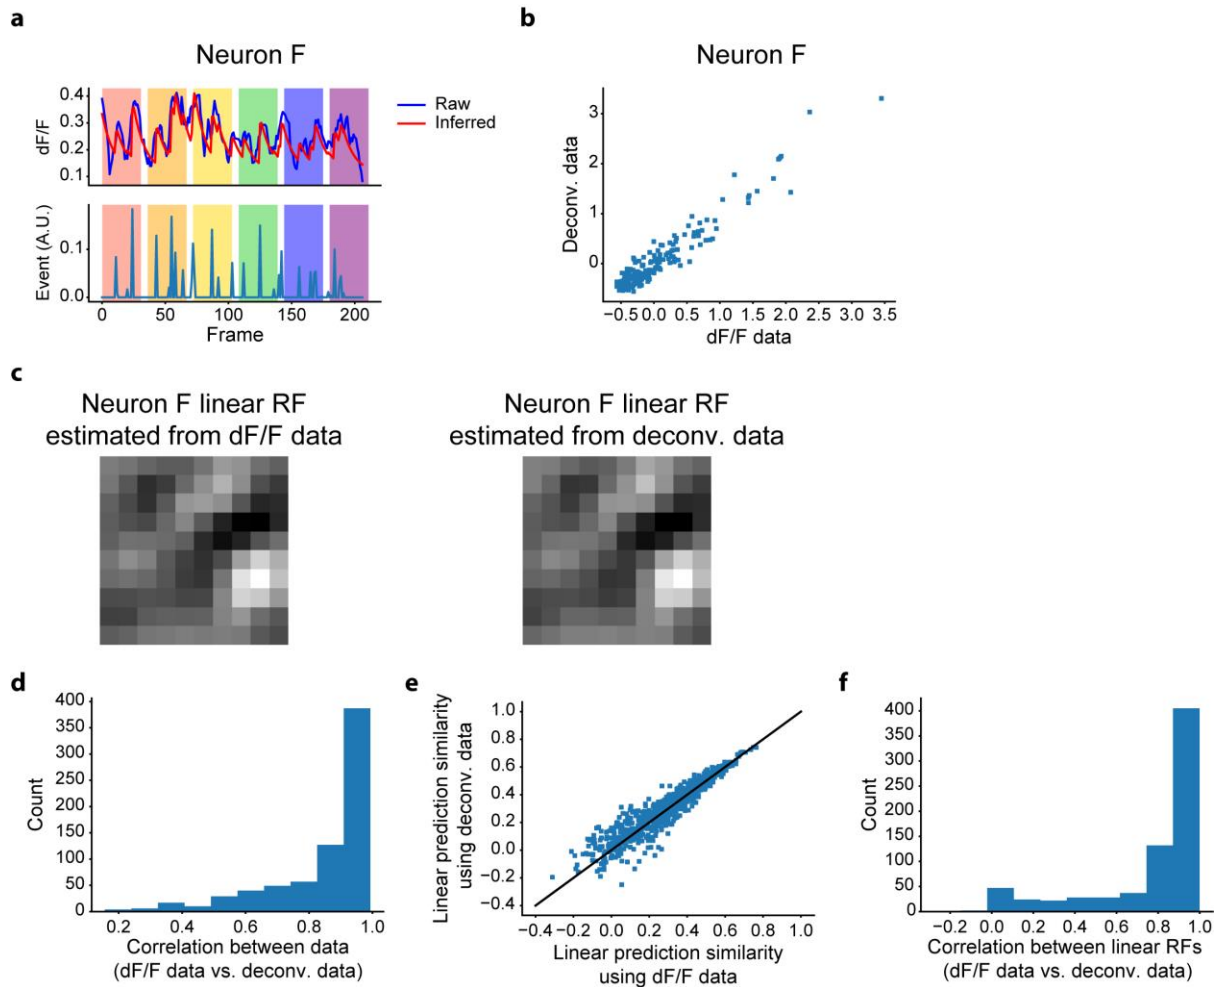 a
Neuron F
0.4
0.3
0.2
0.1
dF/F
Raw
Inferred
0.1
0.0
Event (A.U.)
0 50 100 150 200
Frame
b
Neuron F
3
2
1
0
Deconv. data
−0.5 0.0 0.5 1.0 1.5 2.0 2.5 3.0 3.5
dF/F data
c
Neuron F linear RF
estimated from dF/F data
Neuron F linear RF
estimated from deconv. data
d
400
350
300
250
200
150
100
50
0
Count
0.2 0.4 0.6 0.8 1.0
Correlation between data
(dF/F data vs. deconv. data)
e
Linear prediction similarity
using deconv. data
1.0
0.8
0.6
0.4
0.2
0.0
−0.2
−0.4
−0.4 −0.2 0.0 0.2 0.4 0.6 0.8 1.0
Linear prediction similarity
using dF/F data
f
400
350
300
250
200
150
100
50
0
Count
−0.2 0.0 0.2 0.4 0.6 0.8 1.0
Correlation between linear RFs
(dF/F data vs. deconv. data)